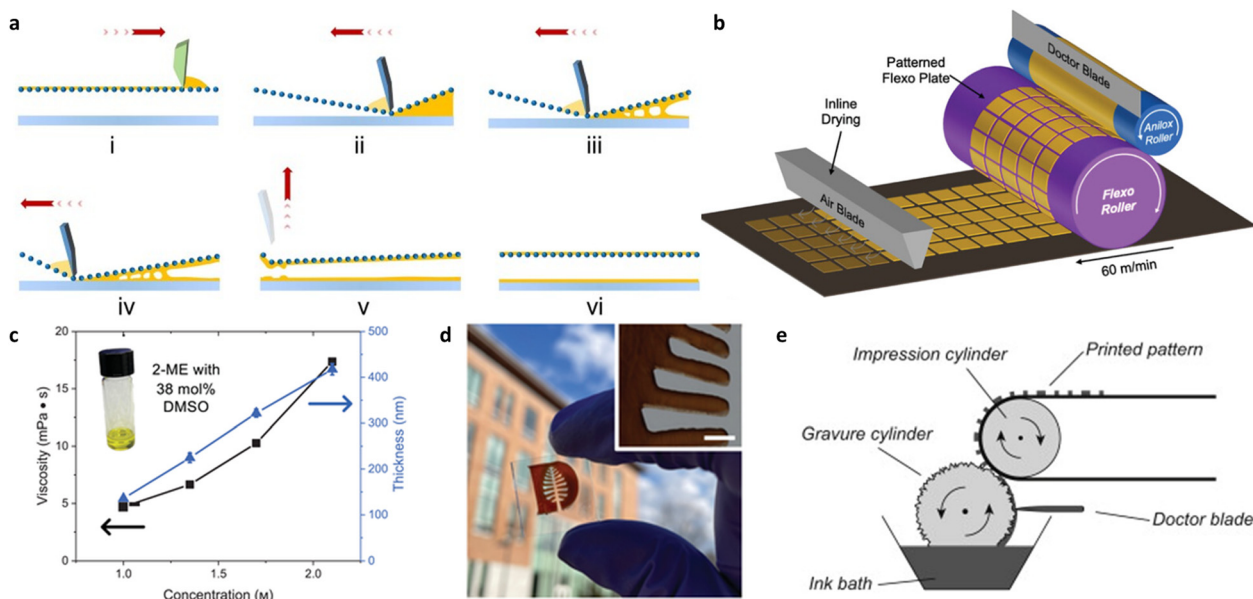 a
i
ii
iii
iv
v
vi
b
Doctor Blade
Patterned
Flexo Plate
Anilox
Roller
Inline
Drying
Air Blade
Flexo
Roller
60 m/min
c
20
15
10
5
0
Viscosity (mPa • s)
2-ME with
38 mol%
DMSO
500
400
300
200
100
0
Thickness (nm)
1.0
1.5
2.0
Concentration (M)
d
e
Impression cylinder
Printed pattern
Gravure cylinder
Doctor blade
Ink bath